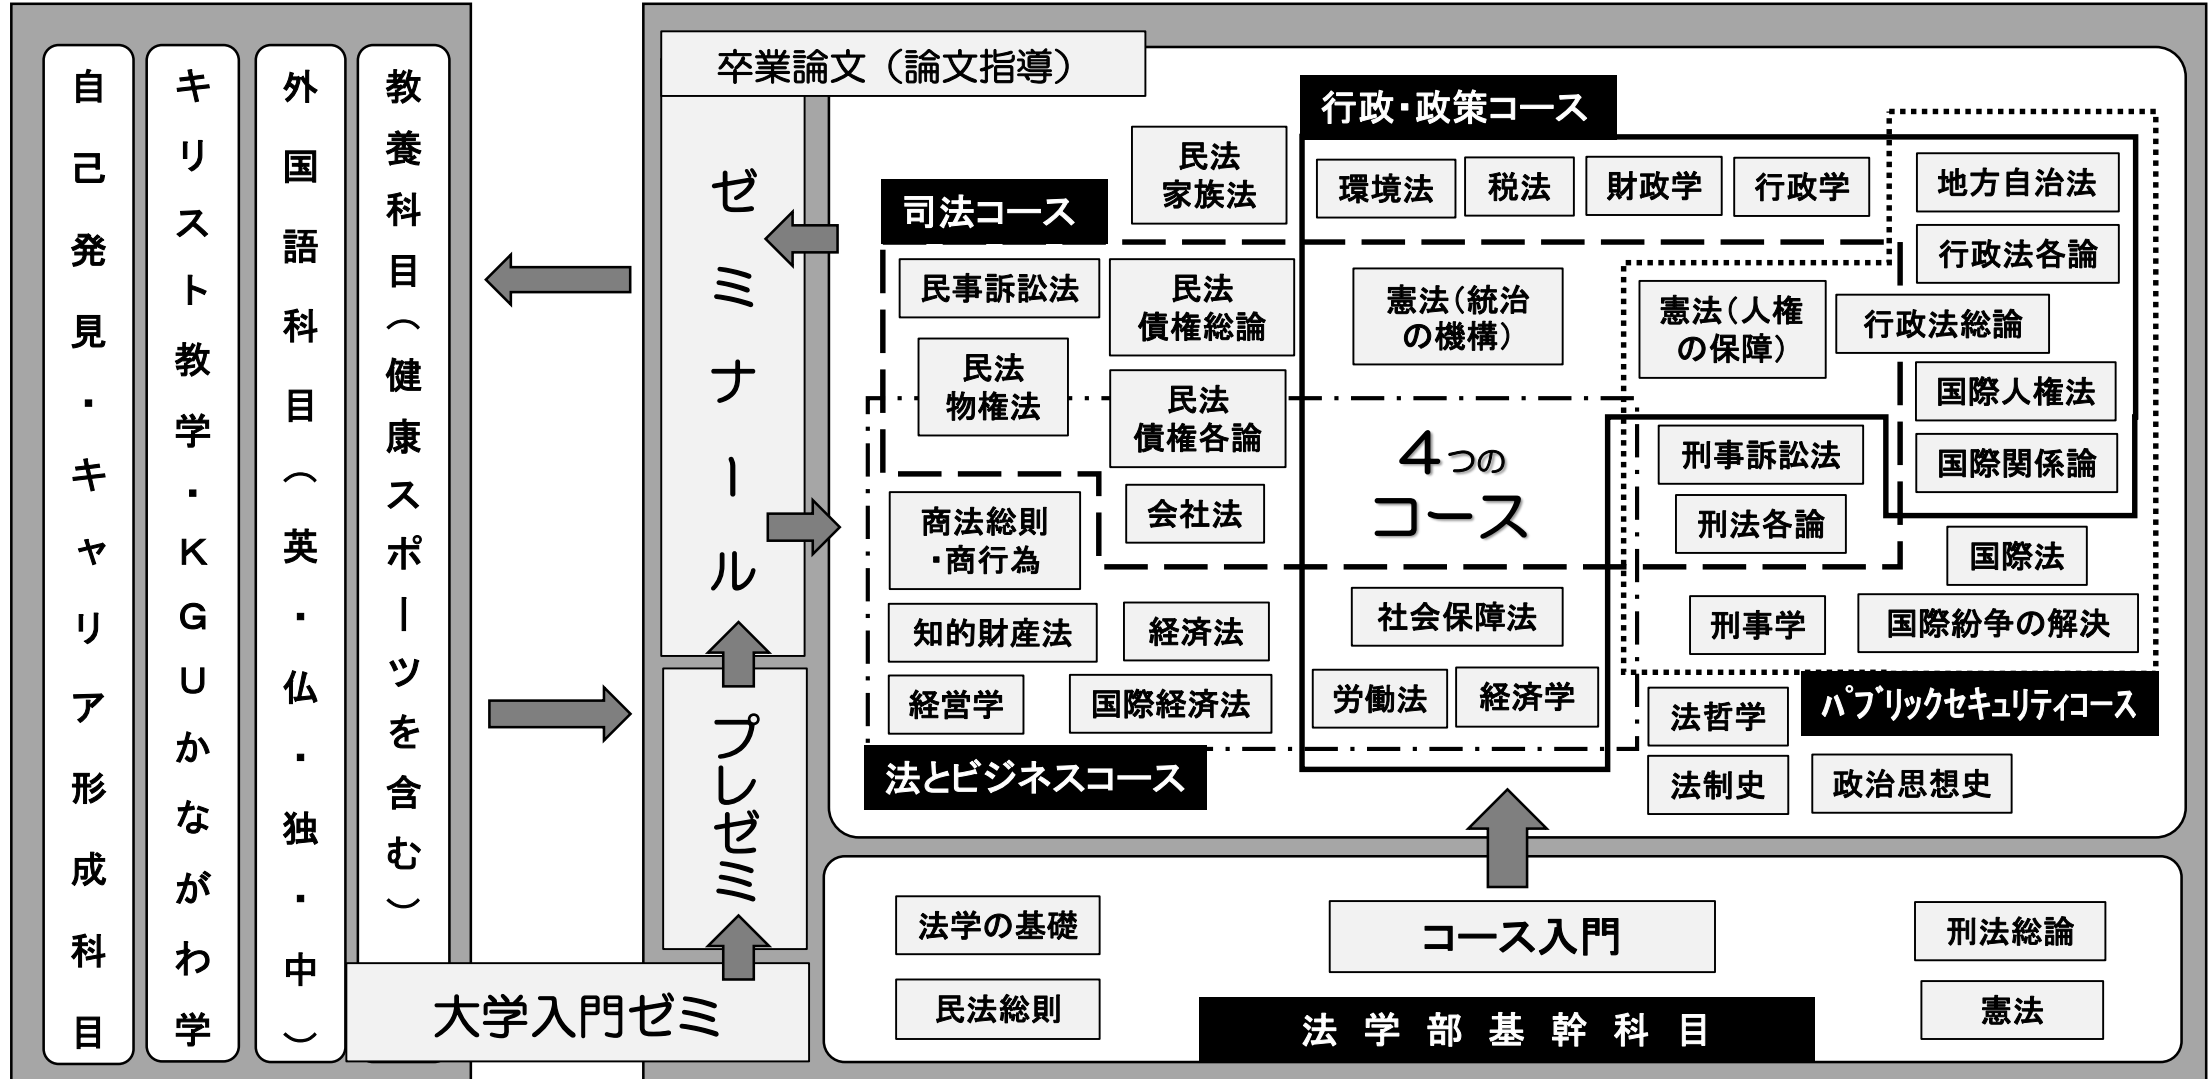 自己発見・キャリア形成科目
キリスト教学・KGUかながわ学
外国語科目（英・仏・独・中）
教養科目（健康スポーツを含む）
大学入門ゼミ
プレゼミ
ゼミナール
卒業論文（論文指導）
行政・政策コース
司法コース
民法
家族法
環境法
税法
財政学
行政学
地方自治法
行政法各論
民事訴訟法
民法
債権総論
憲法（統治
の機構）
憲法（人権
の保障）
行政法総論
民法
物権法
民法
債権各論
国際人権法
4つの
コース
刑事訴訟法
国際関係論
商法総則
・商行為
会社法
刑法各論
国際法
知的財産法
経済法
社会保障法
刑事学
国際紛争の解決
経営学
国際経済法
労働法
経済学
法哲学
パブリックセキュリティコース
法とビジネスコース
法制史
政治思想史
法学の基礎
コース入門
刑法総論
民法総則
憲法
法学部基幹科目